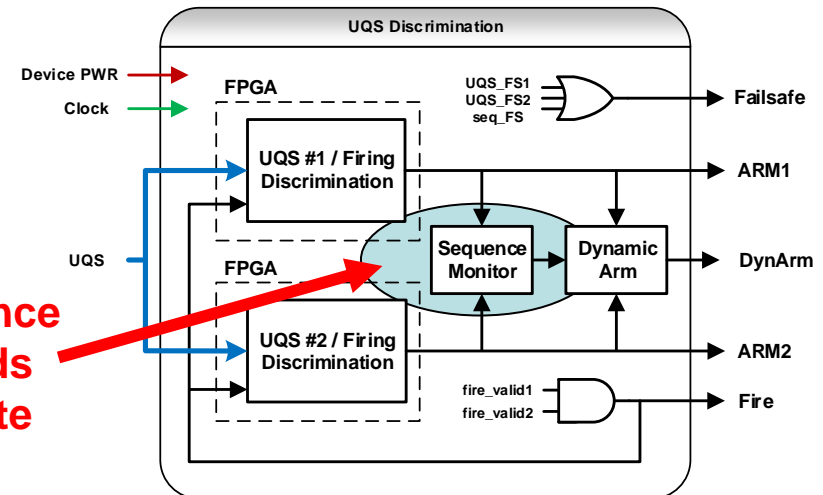 UQS Discrimination
Device PWR
Clock
FPGA
UQS_FS1
UQS_FS2
seq_FS
Failsafe
UQS #1 / Firing
Discrimination
ARM1
UQS
Sequence
Monitor
Dynamic
Arm
DynArm
FPGA
UQS #2 / Firing
Discrimination
ARM2
fire_valid1
fire_valid2
Fire